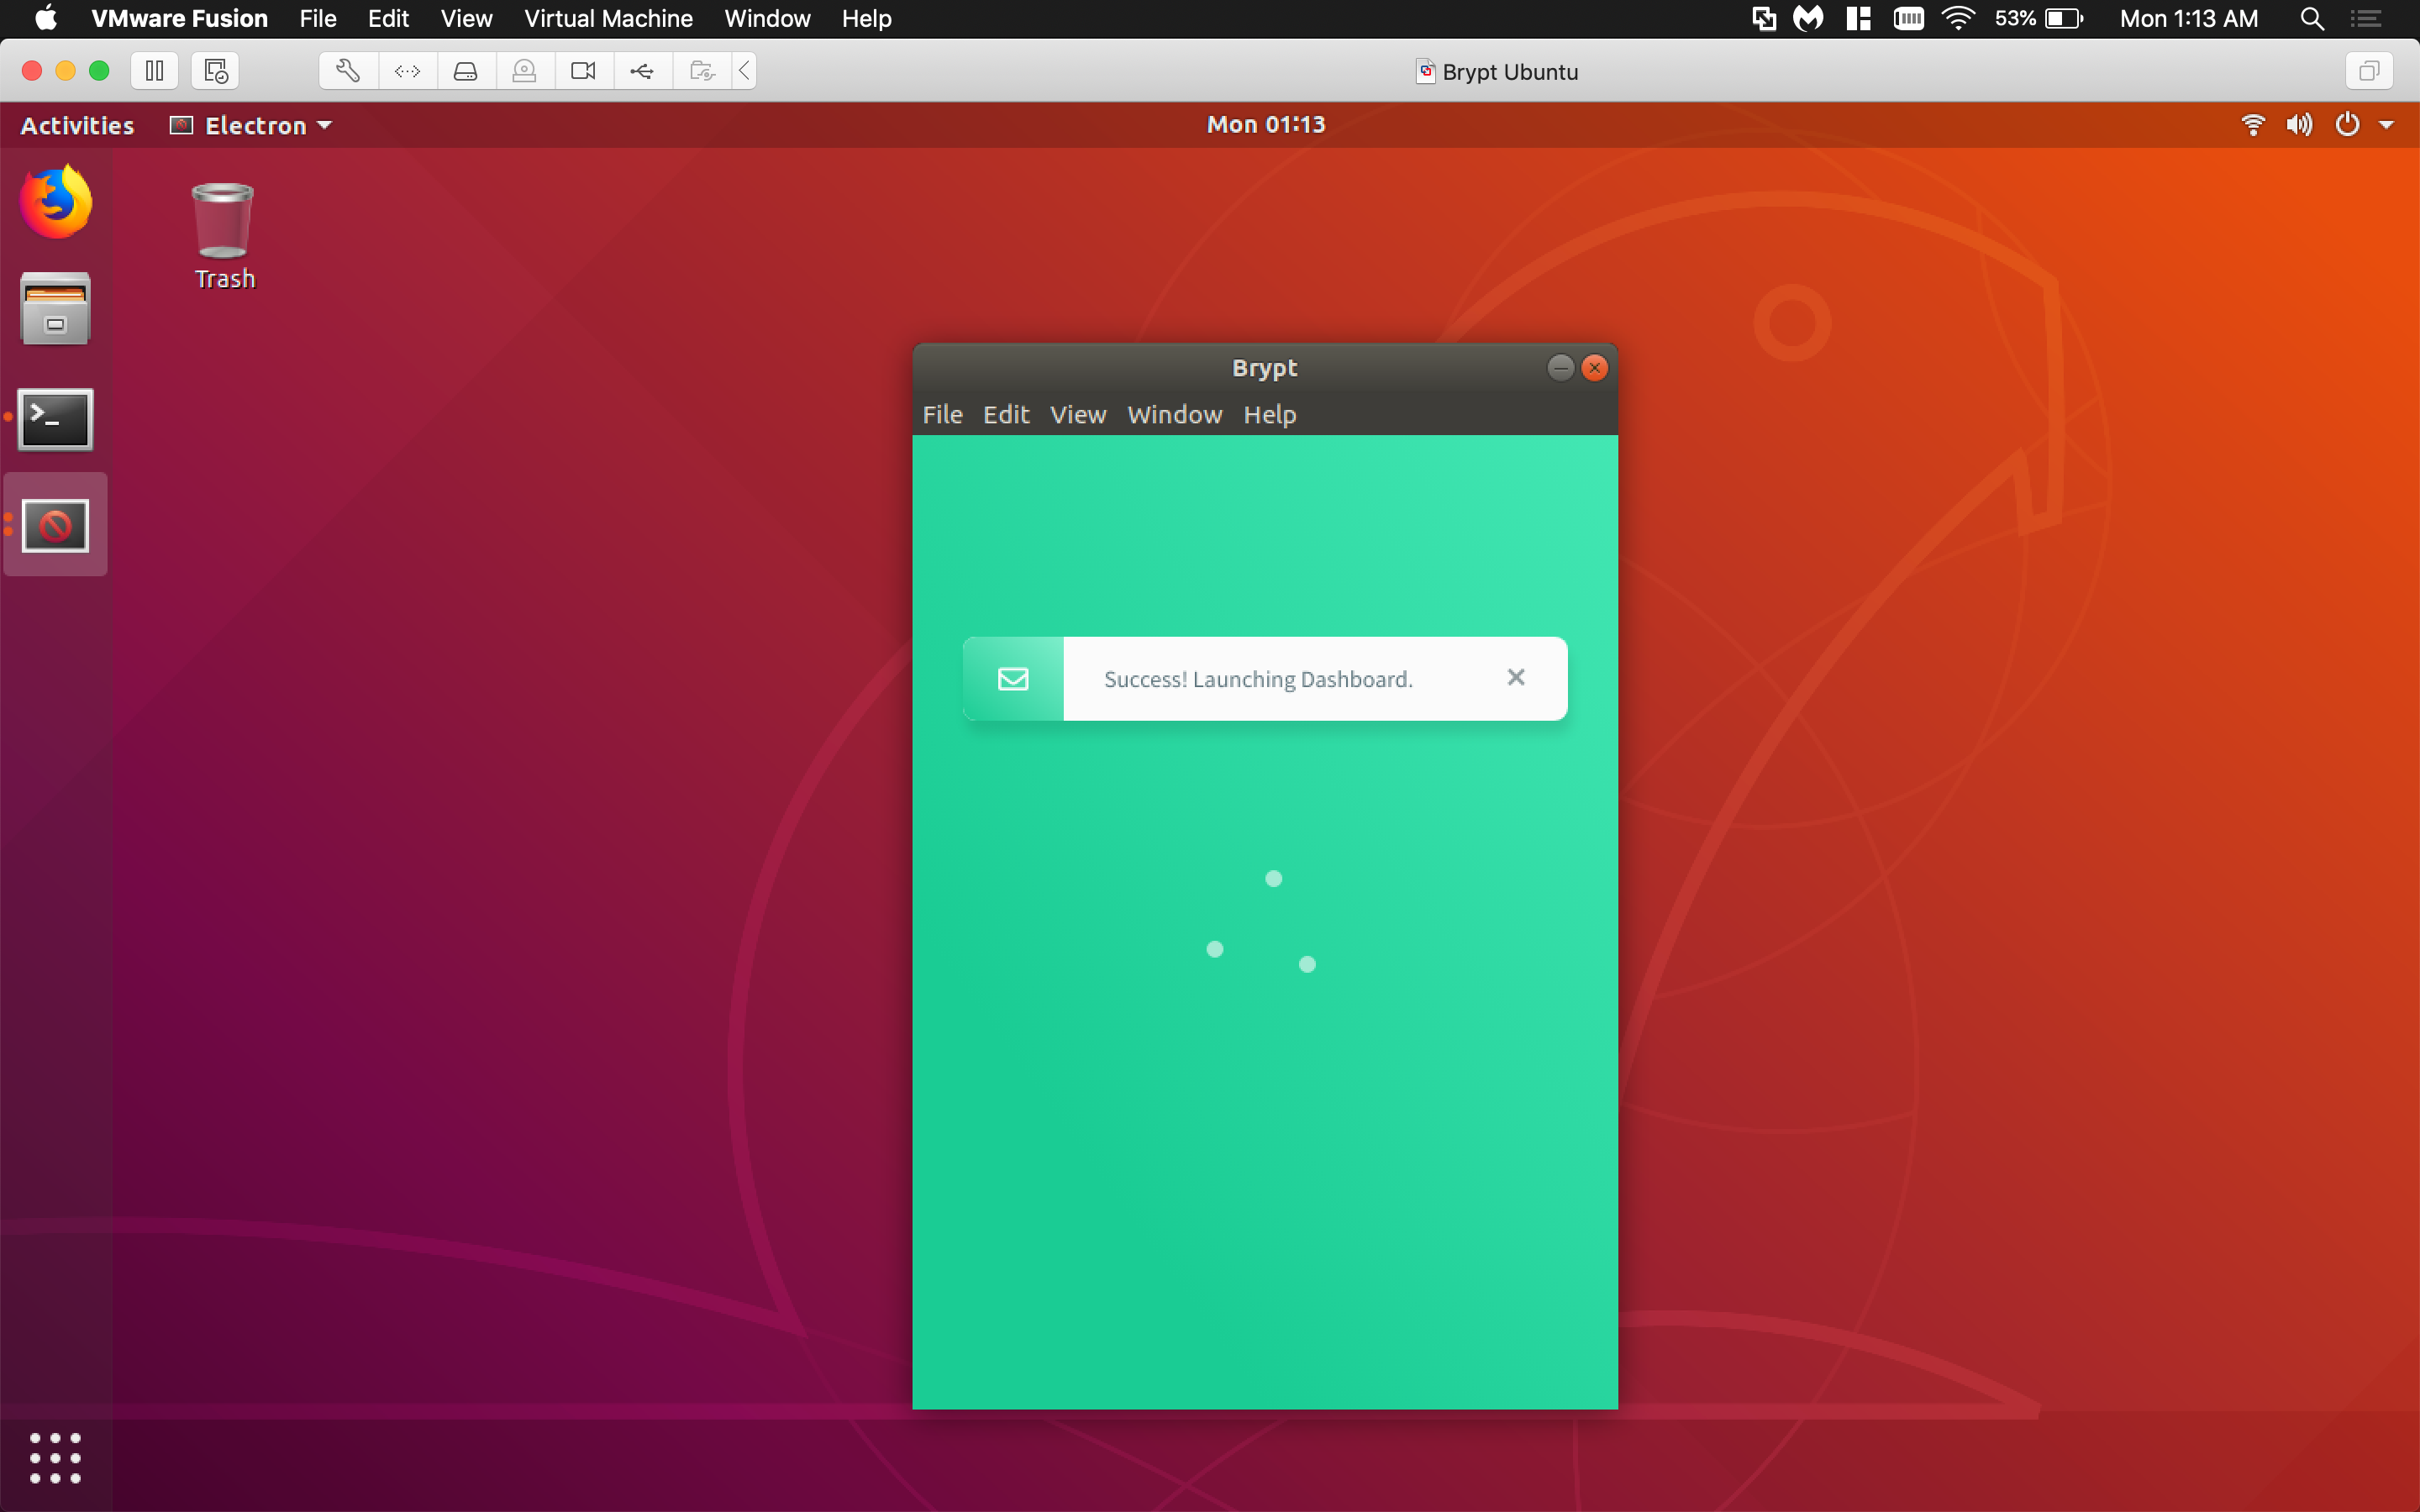 VMware Fusion File Edit View Virtual Machine Window Help 53% Mon 1:13 AM
Brypt Ubuntu
Activities Electron Mon 01:13
Trash
Brypt
File Edit View Window Help
Success! Launching Dashboard.